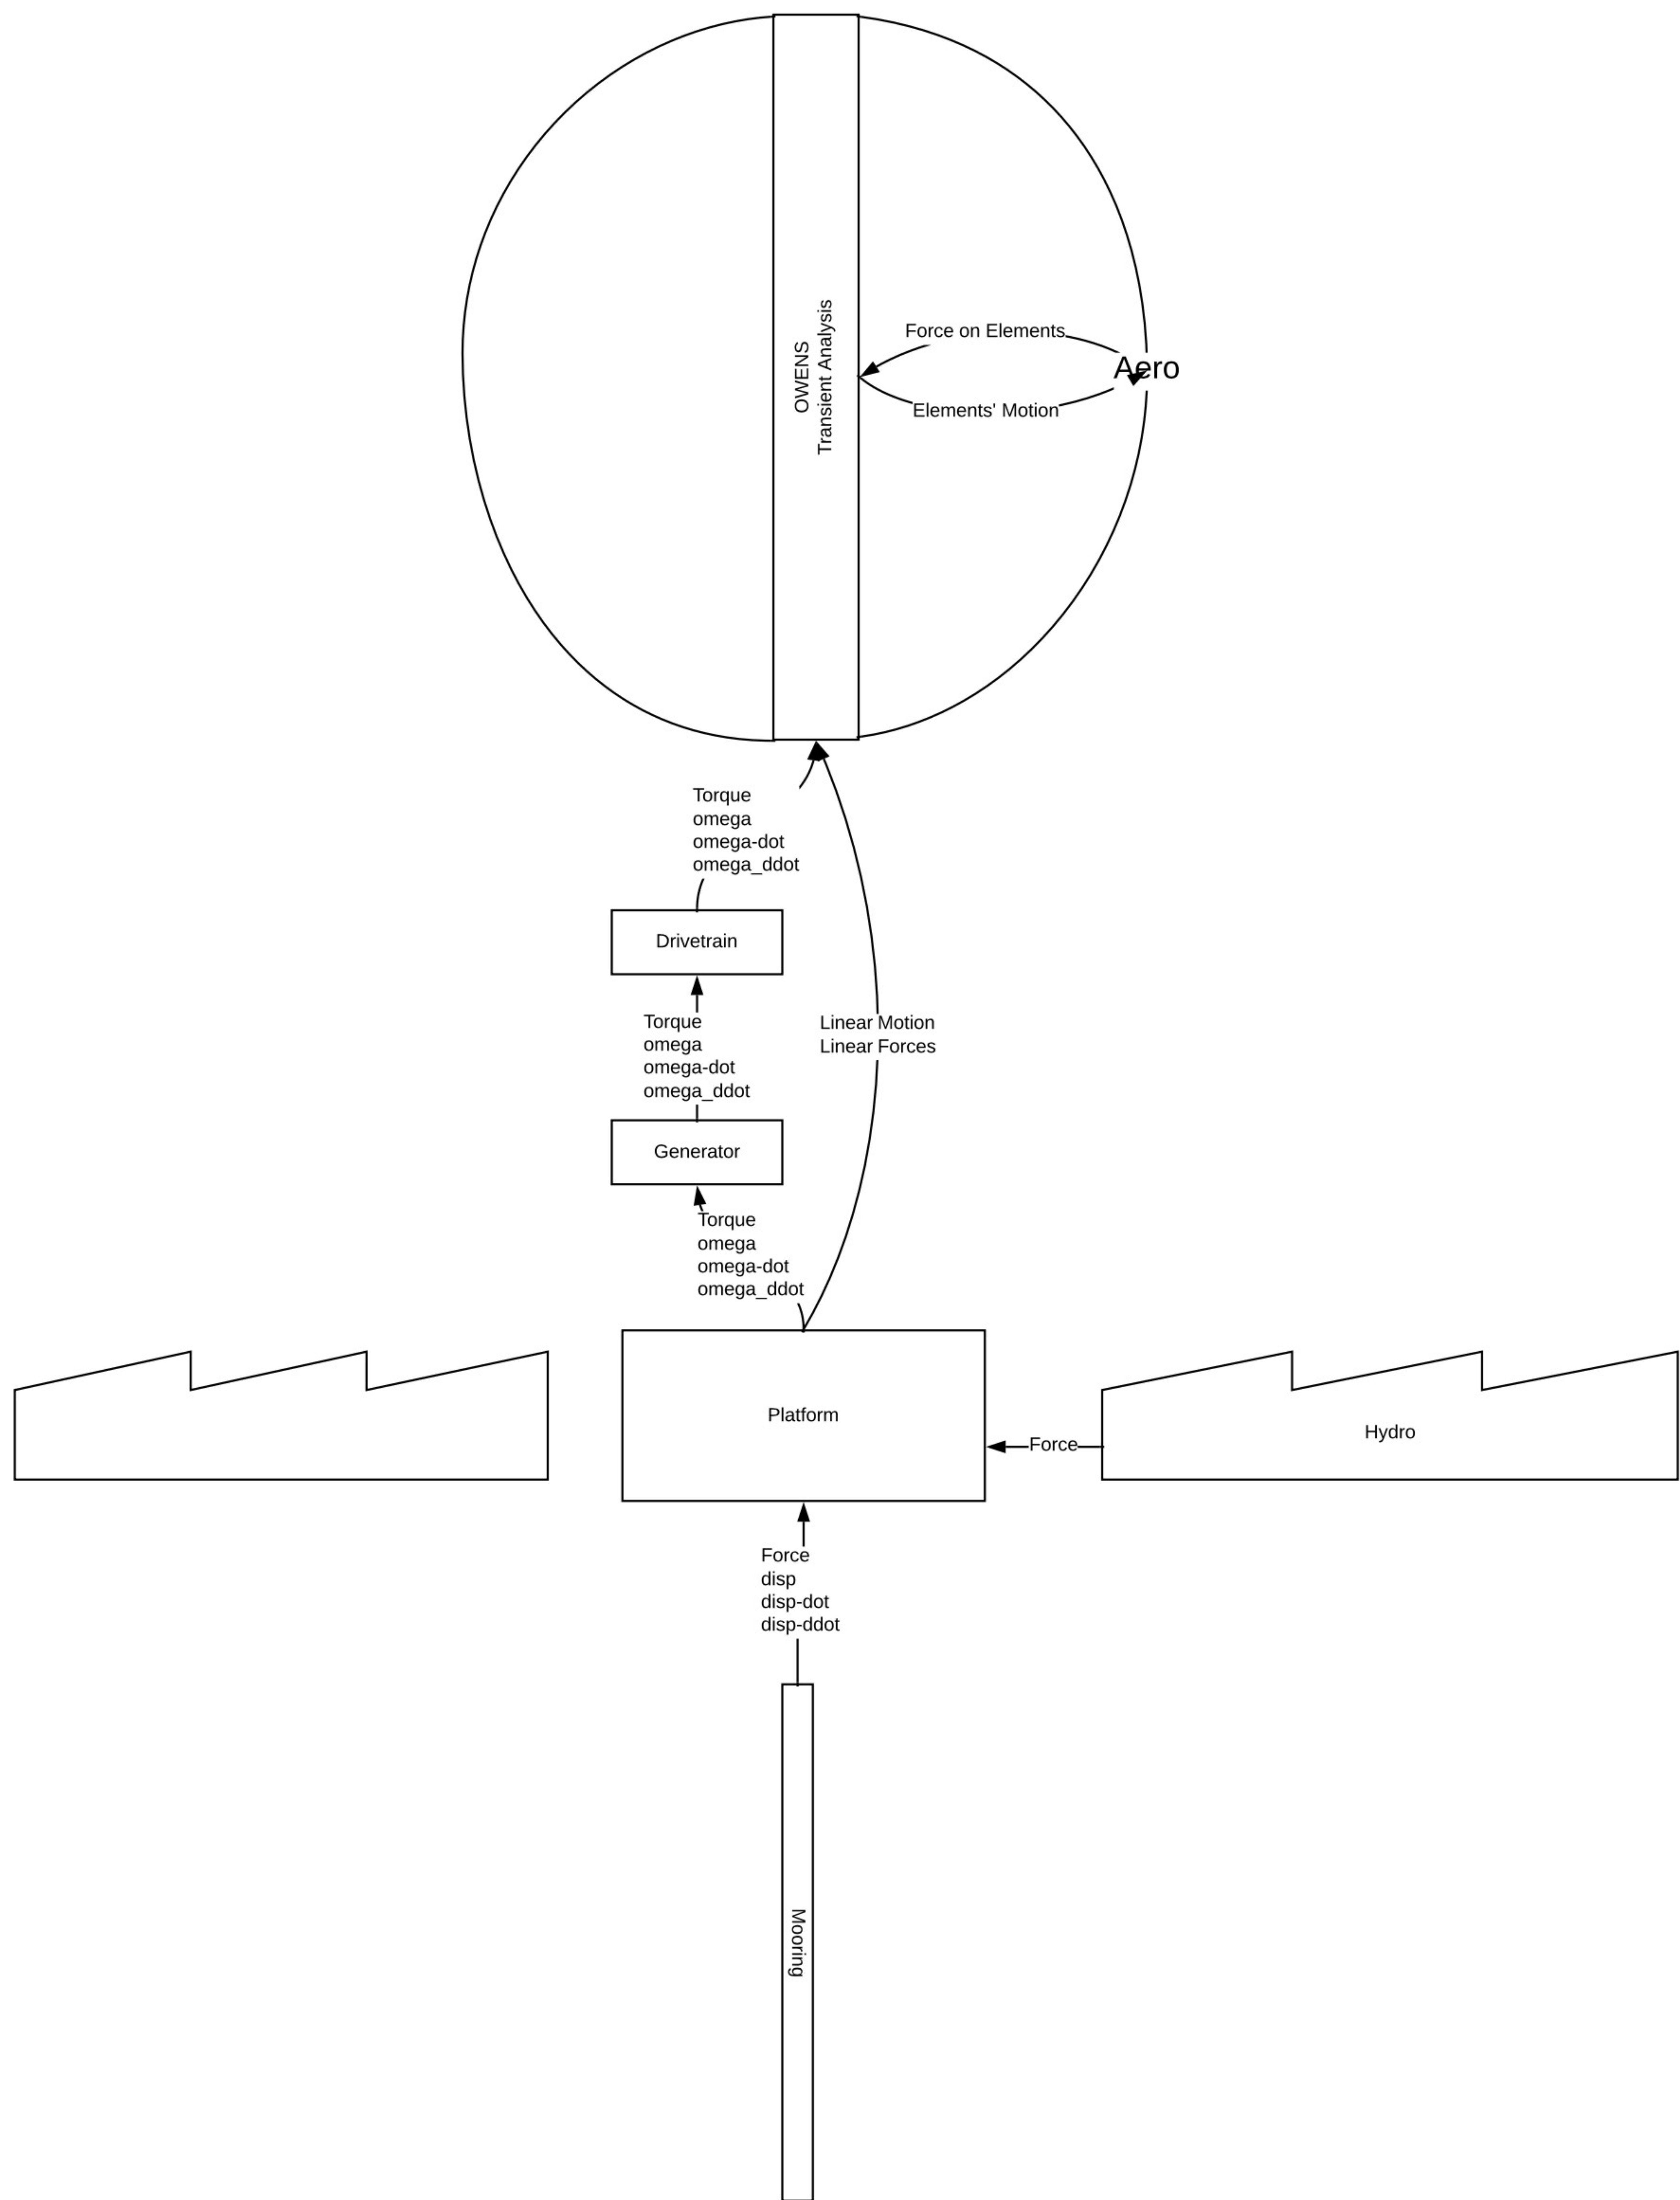 OWENS
Transient Analysis
Force on Elements
Aero
Elements' Motion
Torque
omega
omega-dot
omega_ddot
Drivetrain
Torque
omega
omega-dot
omega_ddot
Linear Motion
Linear Forces
Generator
Torque
omega
omega-dot
omega_ddot
Platform
Force
Hydro
Force
disp
disp-dot
disp-ddot
Mooring